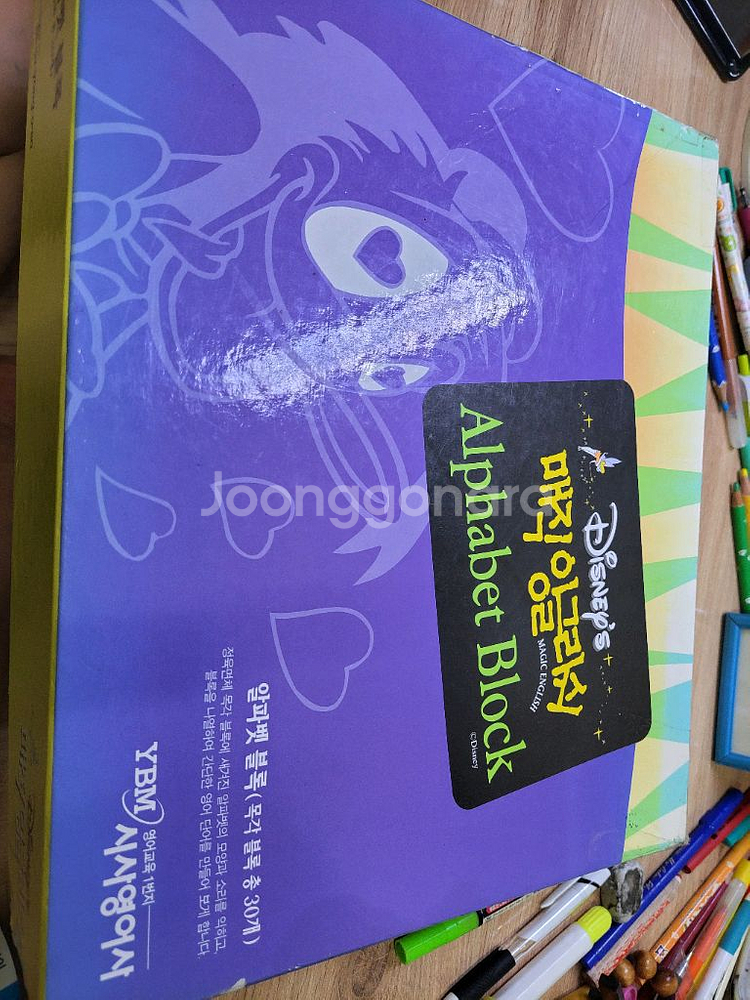 Disney's
매직 잉글리쉬
MAGIC ENGLISH
Alphabet Block
©Disney
알파벳 블록 (목각 블록 총 30개)
정육면체 목각 블록에 새겨진 알파벳의 모양과 소리를 익히고,
블록을 나열하여 간단한 영어 단어를 만들어 보게 합니다.
YBM 영어교육 1번지
시사영어사
Joonggonara